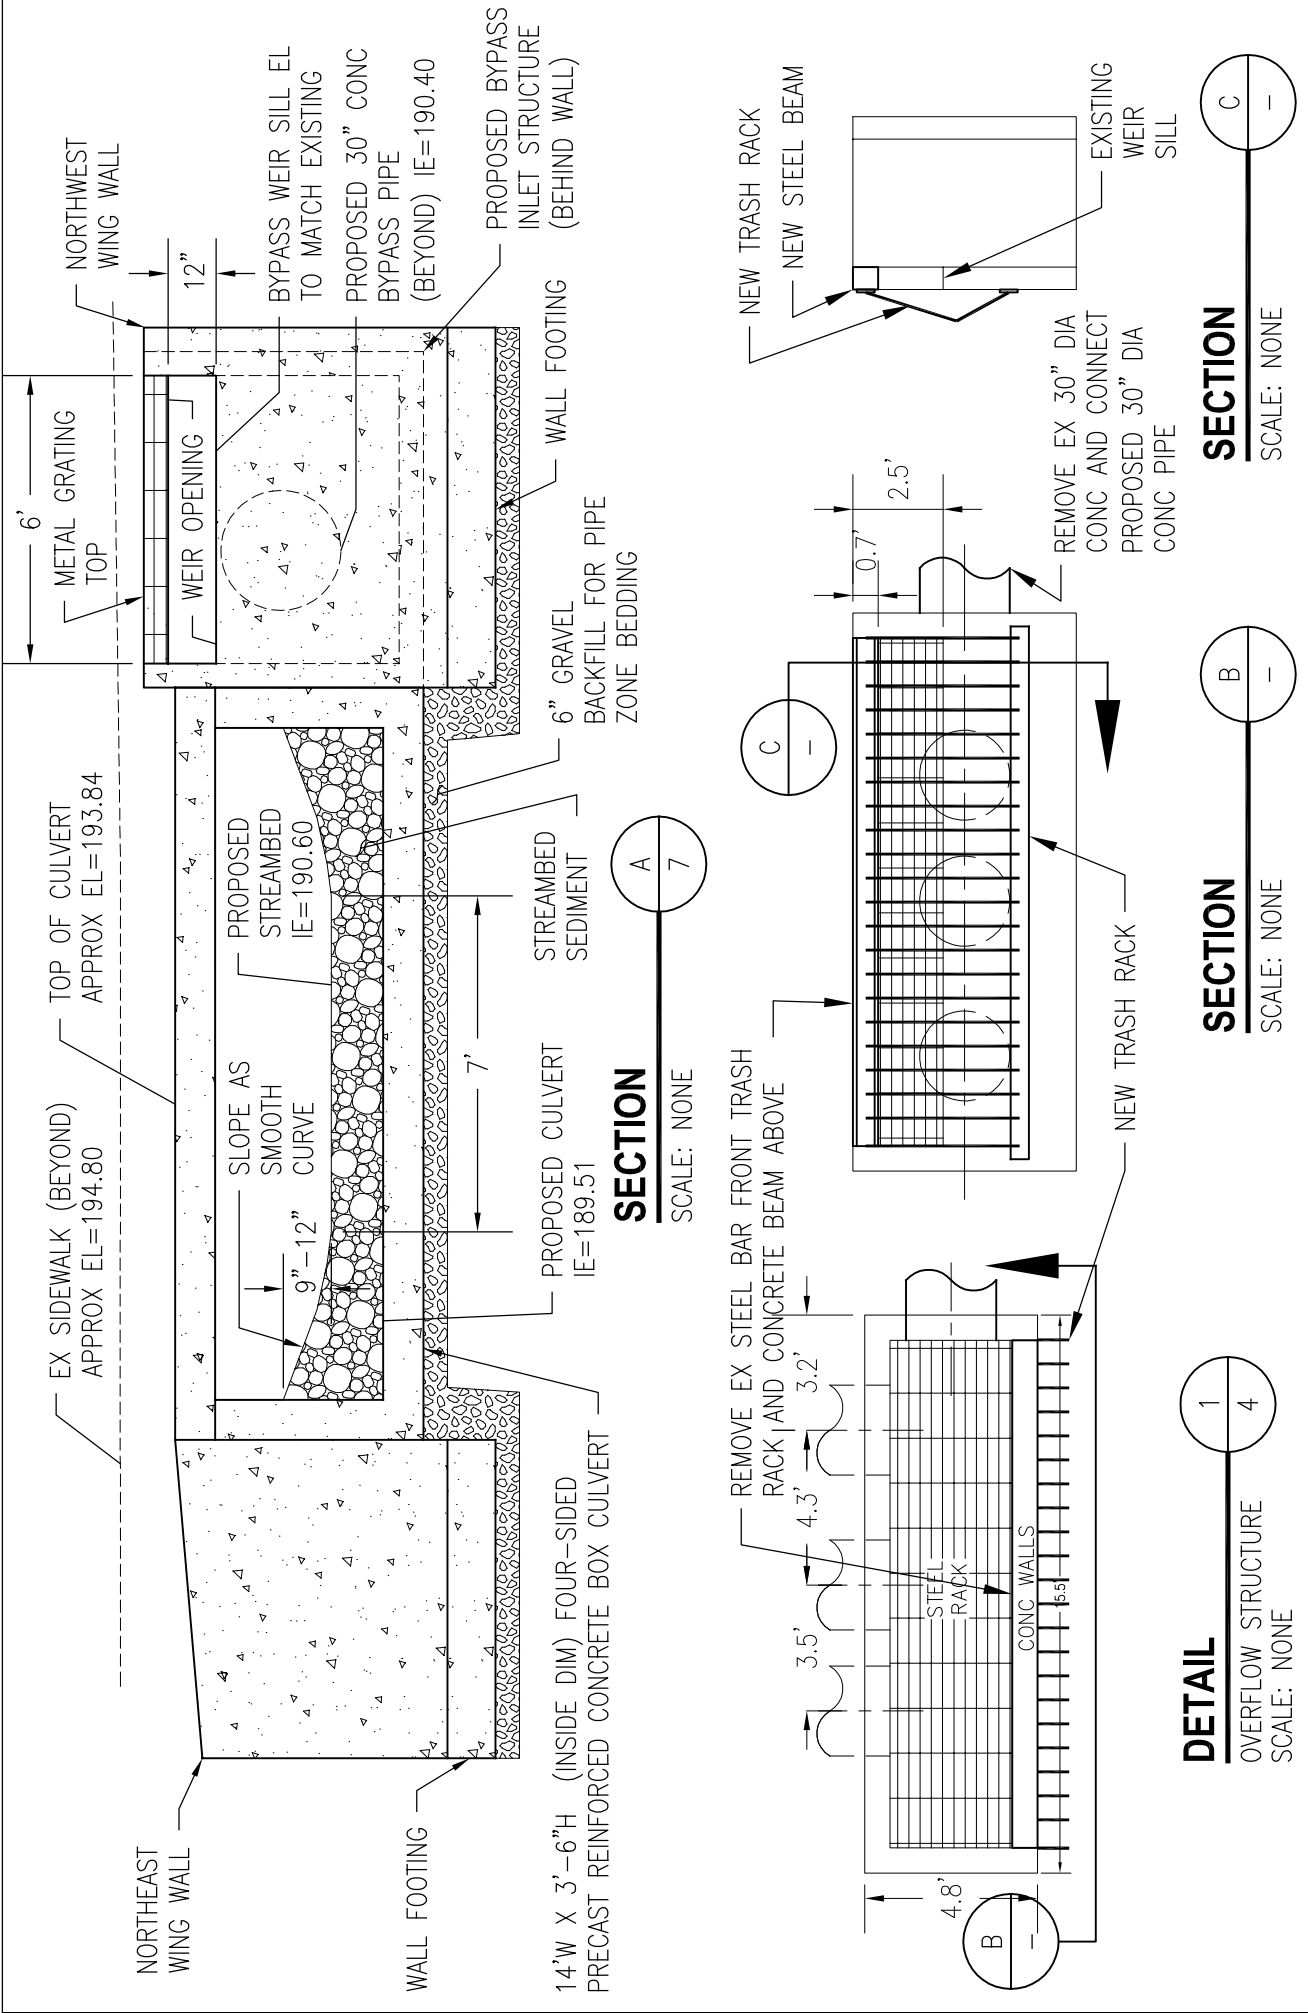 NORTHEAST
WING WALL
EX SIDEWALK (BEYOND)
APPROX EL=194.80
TOP OF CULVERT
APPROX EL=193.84
6'
METAL GRATING
TOP
WEIR OPENING
NORTHWEST
WING WALL
12"
BYPASS WEIR SILL EL
TO MATCH EXISTING
PROPOSED 30" CONC
BYPASS PIPE
(BEYOND) IE=190.40
PROPOSED BYPASS
INLET STRUCTURE
(BEHIND WALL)
SLOPE AS
SMOOTH
CURVE
9"-12"
PROPOSED
STREAMBED
IE=190.60
7'
WALL FOOTING
WALL FOOTING
14'W X 3'-6"H (INSIDE DIM) FOUR-SIDED
PRECAST REINFORCED CONCRETE BOX CULVERT
PROPOSED CULVERT
IE=189.51
STREAMBED
SEDIMENT
6" GRAVEL
BACKFILL FOR PIPE
ZONE BEDDING
SECTION
SCALE: NONE
A
7
REMOVE EX STEEL BAR FRONT TRASH
RACK AND CONCRETE BEAM ABOVE
3.5'
4.3'
3.2'
4.8'
STEEL
RACK
CONC WALLS
15.5'
B
-
NEW TRASH RACK
C
-
0.7'
2.5'
REMOVE EX 30" DIA
CONC AND CONNECT
PROPOSED 30" DIA
CONC PIPE
NEW TRASH RACK
NEW STEEL BEAM
EXISTING
WEIR
SILL
DETAIL
OVERFLOW STRUCTURE
SCALE: NONE
1
4
SECTION
SCALE: NONE
B
-
SECTION
SCALE: NONE
C
-